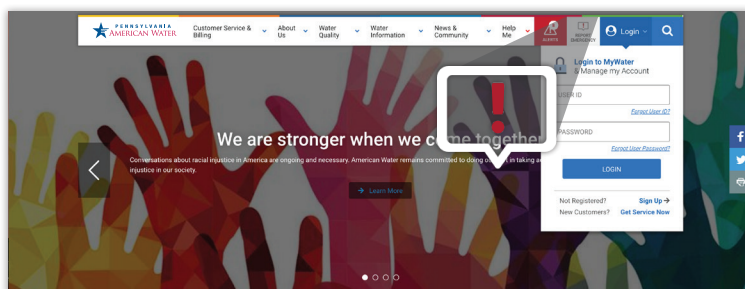 PENNSYLVANIA
AMERICAN WATER
Customer Service &
Billing
About
Us
Water
Quality
Water
Information
News &
Community
Help
Me
ALERTS
REPORT
EMERGENCY
Login
Login to MyWater
& Manage my Account
USER ID
Forgot User ID?
PASSWORD
Forgot User Password?
LOGIN
Not Registered? Sign Up →
New Customers? Get Service Now
!
We are stronger when we come together
Conversations about racial injustice in America are ongoing and necessary. American Water remains committed to doing in taking
injustice in our society.
→ Learn More